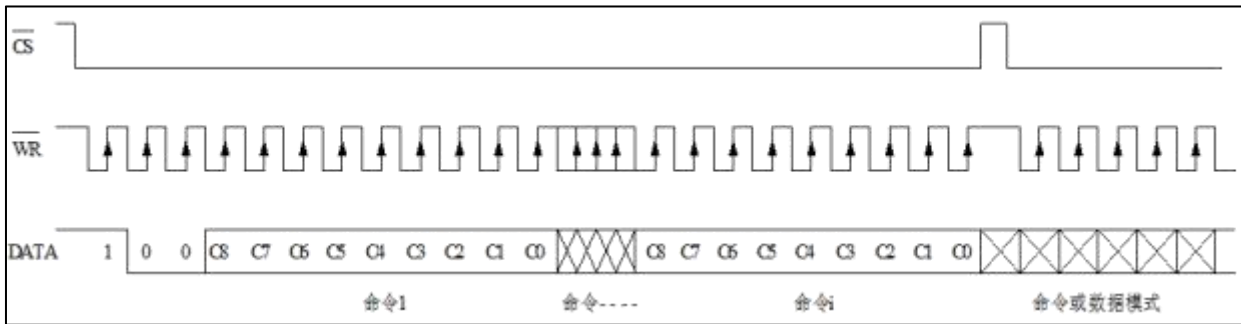 CS
WR
DATA 1 0 0 C8 C7 C6 C5 C4 C3 C2 C1 C0 C8 C7 C6 C5 C4 C3 C2 C1 C0
命令1 命令---- 命令i 命令或数据模式